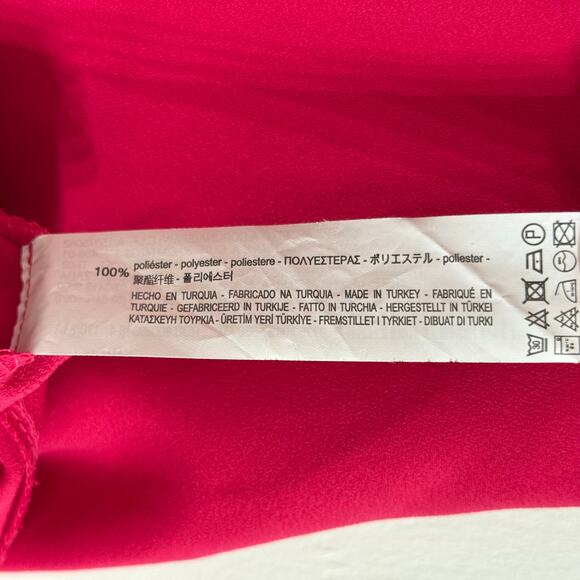 100% poliéster - polyester - poliestere - ΠΟΛΥΕΣΤΕΡΑΣ - ポリエステル - poliester -
聚酯纤维 - 폴리에스터
HECHO EN TURQUIA - FABRICADO NA TURQUIA - MADE IN TURKEY - FABRIQUÉ EN
TURQUIE - GEFABRICEERD IN TURKIJE - FATTO IN TURCHIA - HERGESTELLT IN TÜRKEI
ΚΑΤΑΣΚΕΥΗ ΤΟΥΡΚΙΑ - ÜRETİM YERİ TÜRKİYE - FREMSTILLET I TYRKIET - DIBUAT DI TURKI
P
30